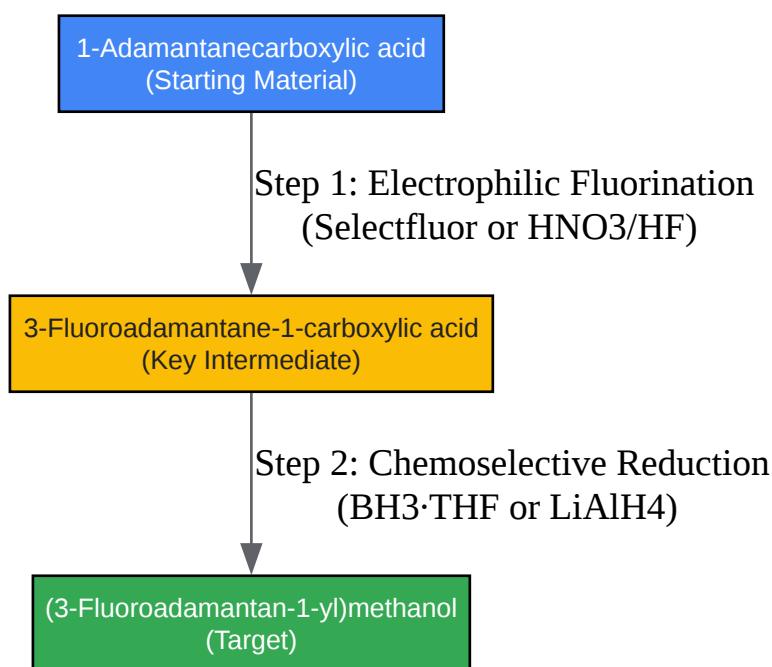 1-Adamantanecarboxylic acid
(Starting Material)
Step 1: Electrophilic Fluorination
(Selectfluor or HNO3/HF)
3-Fluoroadamantane-1-carboxylic acid
(Key Intermediate)
Step 2: Chemoselective Reduction
(BH3·THF or LiAlH4)
(3-Fluoroadamantan-1-yl)methanol
(Target)